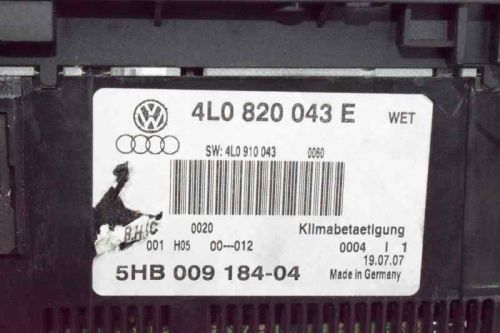 4L0 820 043 E WET
SW: 4L0 910 043 0060
0020 Klimabetaetigung
001 H05 00---012 0004 I 1
19.07.07
5HB 009 184-04 Made in Germany